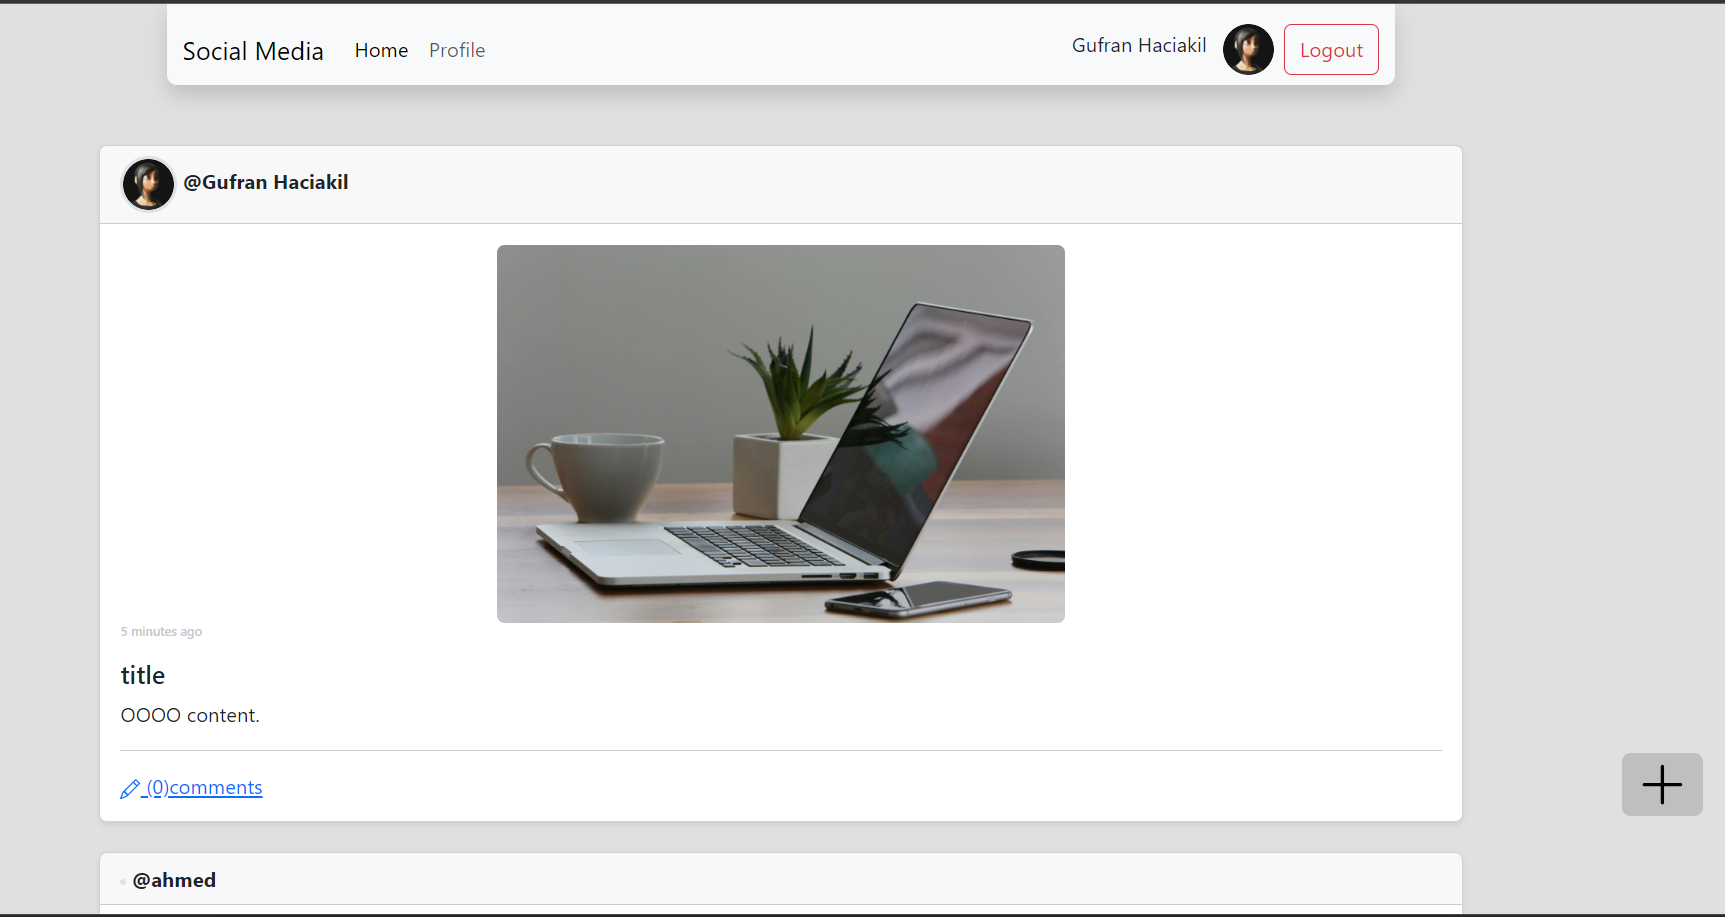 Social Media Home Profile Gufran Haciakil Logout
@Gufran Haciakil
5 minutes ago
title
OOOO content.
(0)comments
@ahmed